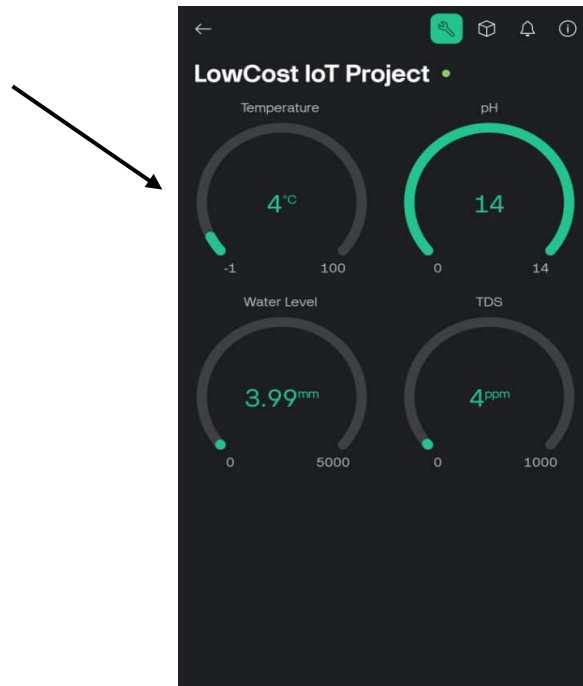 LowCost IoT Project
Temperature
pH
4°C
14
-1 100
0 14
Water Level
TDS
3.99mm
4ppm
0 5000
0 1000